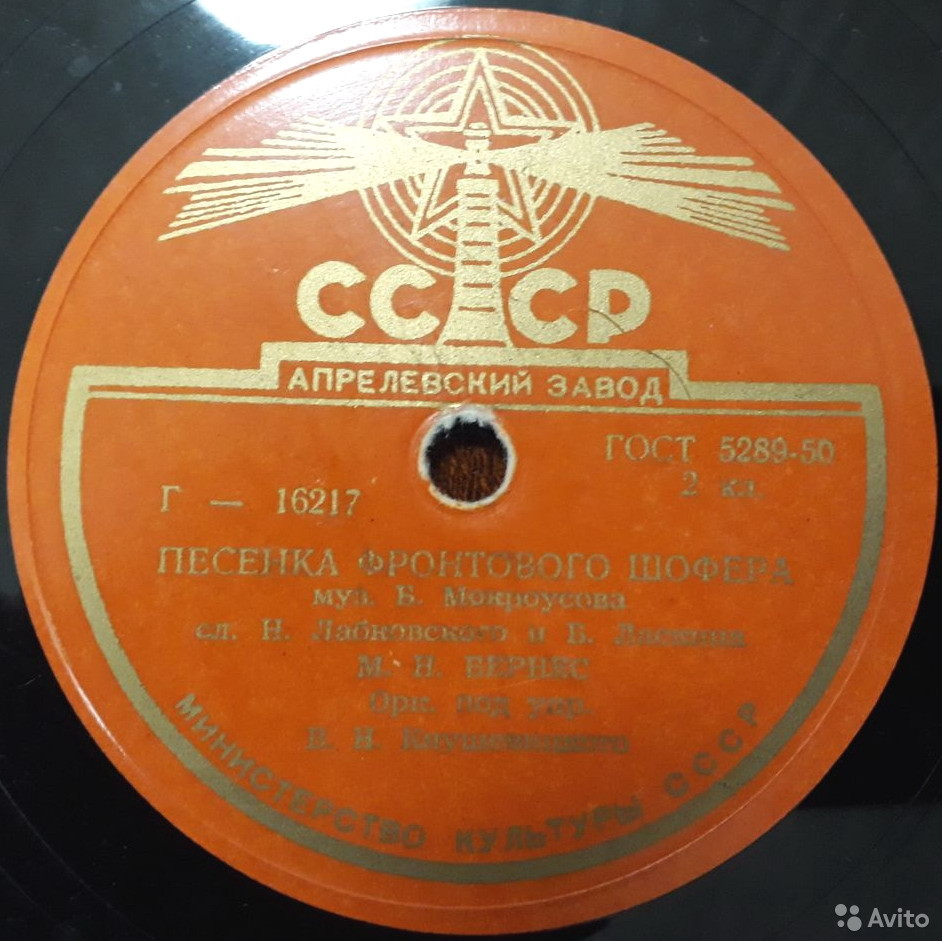 СССР
АПРЕЛЕВСКИЙ ЗАВОД
ГОСТ 5289-50
2 кл.
Г — 16217
ПЕСЕНКА ФРОНТОВОГО ШОФЕРА
муз. Б. Мокроусова
сл. Н. Лабковского и Б. Ласкина
М. Н. БЕРНЕС
Орк. под упр.
В. Н. Кнушевицкого
МИНИСТЕРСТВО КУЛЬТУРЫ СССР
Avito